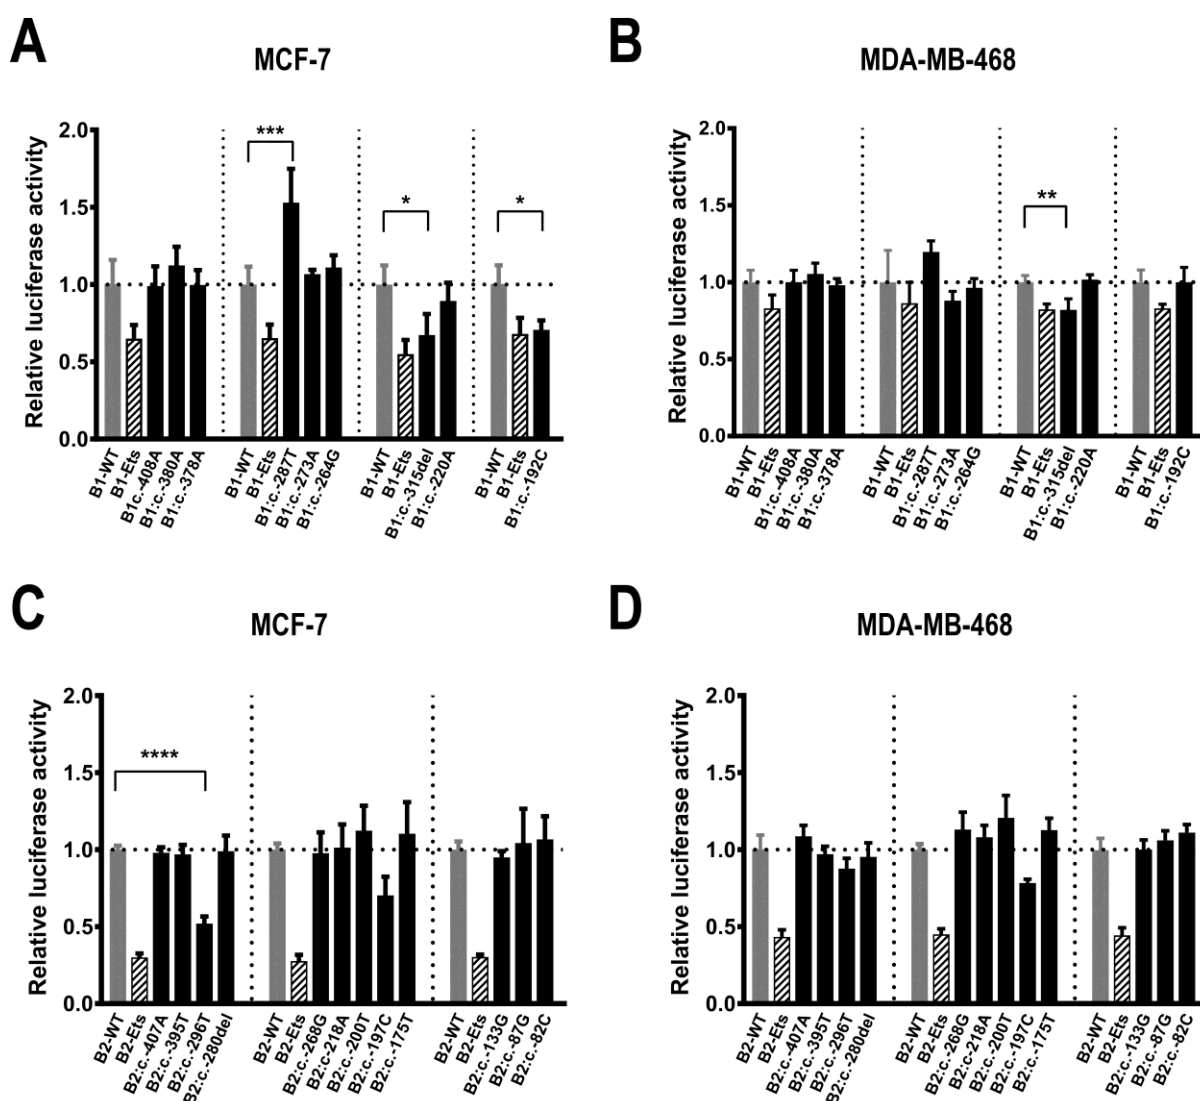 A
MCF-7
Relative luciferase activity
2.0
1.5
1.0
0.5
0.0
***
*
*
B1-WT
B1-Ets
B1c.-408A
B1:c.-380A
B1:c.-378A
B1-WT
B1-Ets
B1:c.-287T
B1:c.-273A
B1:c.-264G
B1-WT
B1-Ets
B1:c.-315del
B1:c.-220A
B1-WT
B1-Ets
B1:c.-192C
B
MDA-MB-468
Relative luciferase activity
2.0
1.5
1.0
0.5
0.0
**
B1-WT
B1-Ets
B1:c.-408A
B1:c.-380A
B1:c.-378A
B1-WT
B1-Ets
B1:c.-287T
B1:c.-273A
B1:c.-264G
B1-WT
B1-Ets
B1:c.-315del
B1:c.-220A
B1-WT
B1-Ets
B1:c.-192C
C
MCF-7
Relative luciferase activity
2.0
1.5
1.0
0.5
0.0
****
B2-WT
B2-Ets
B2:c.-407A
B2:c.-395T
B2:c.-296T
B2:c.-280del
B2-WT
B2-Ets
B2:c.-268G
B2:c.-218A
B2:c.-200T
B2:c.-197C
B2:c.-175T
B2-WT
B2-Ets
B2:c.-133G
B2:c.-87G
B2:c.-82C
D
MDA-MB-468
Relative luciferase activity
2.0
1.5
1.0
0.5
0.0
B2-WT
B2-Ets
B2:c.-407A
B2:c.-395T
B2:c.-296T
B2:c.-280del
B2-WT
B2-Ets
B2:c.-268G
B2:c.-218A
B2:c.-200T
B2:c.-197C
B2:c.-175T
B2-WT
B2-Ets
B2:c.-133G
B2:c.-87G
B2:c.-82C